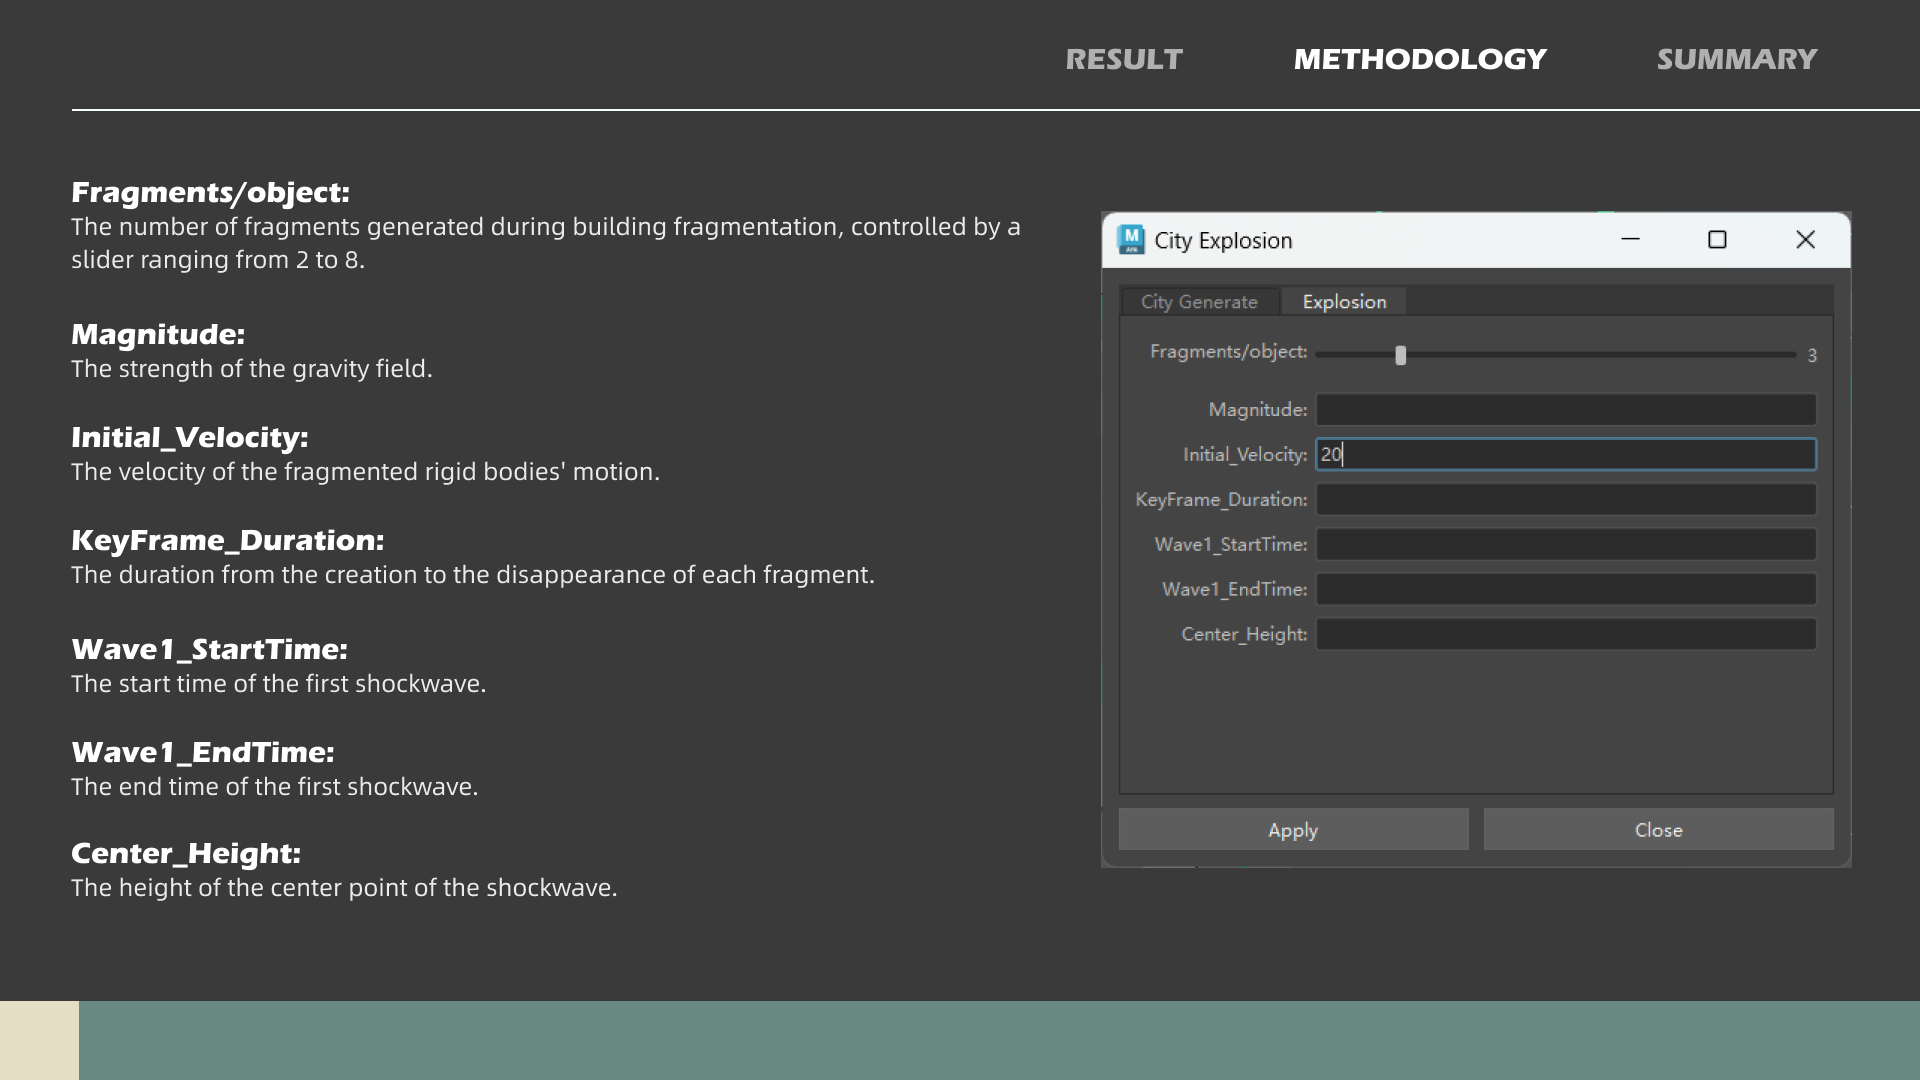 RESULT METHODOLOGY SUMMARY
Fragments/object:
The number of fragments generated during building fragmentation, controlled by a
slider ranging from 2 to 8.
Magnitude:
The strength of the gravity field.
Initial_Velocity:
The velocity of the fragmented rigid bodies' motion.
KeyFrame_Duration:
The duration from the creation to the disappearance of each fragment.
Wave1_StartTime:
The start time of the first shockwave.
Wave1_EndTime:
The end time of the first shockwave.
Center_Height:
The height of the center point of the shockwave.
M
City Explosion
City Generate Explosion
Fragments/object: 3
Magnitude:
Initial_Velocity: 20
KeyFrame_Duration:
Wave1_StartTime:
Wave1_EndTime:
Center_Height:
Apply Close